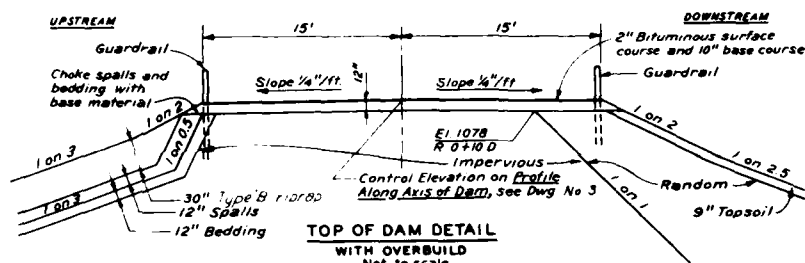 UPSTREAM
15'
15'
DOWNSTREAM
2" Bituminous surface
course and 10" base course
Guardrail
Guardrail
Choke spalls and
bedding with
base material
Slope 1/4"/ft.
12"
Slope 1/4"/ft
1 on 2
1 on 0.5
1 on 3
1 on 3
El. 1078
R 0+10 D
Impervious
Control Elevation on Profile
Along Axis of Dam, see Dwg No 3
1 on 1
1 on 2
1 on 2.5
Random
9" Topsoil
30" Type B riprap
12" Spalls
12" Bedding
TOP OF DAM DETAIL
WITH OVERBUILD
Not to scale